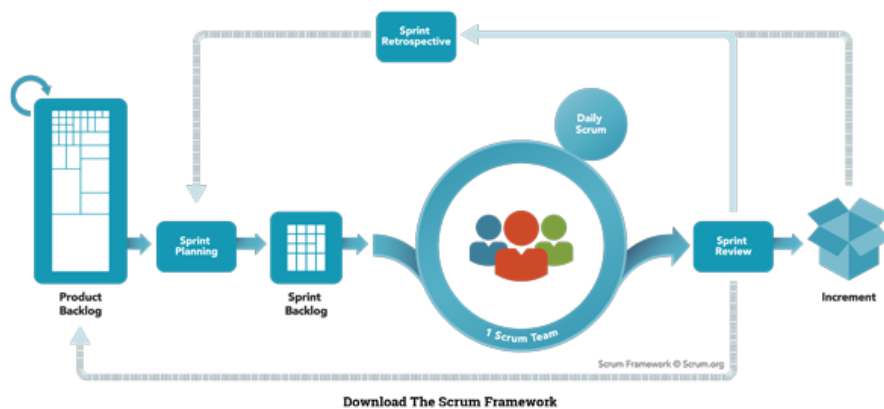 Sprint
Retrospective
Daily
Scrum
Sprint
Planning
Sprint
Review
Product
Backlog
Sprint
Backlog
1 Scrum Team
Increment
Scrum Framework © Scrum.org
Download The Scrum Framework